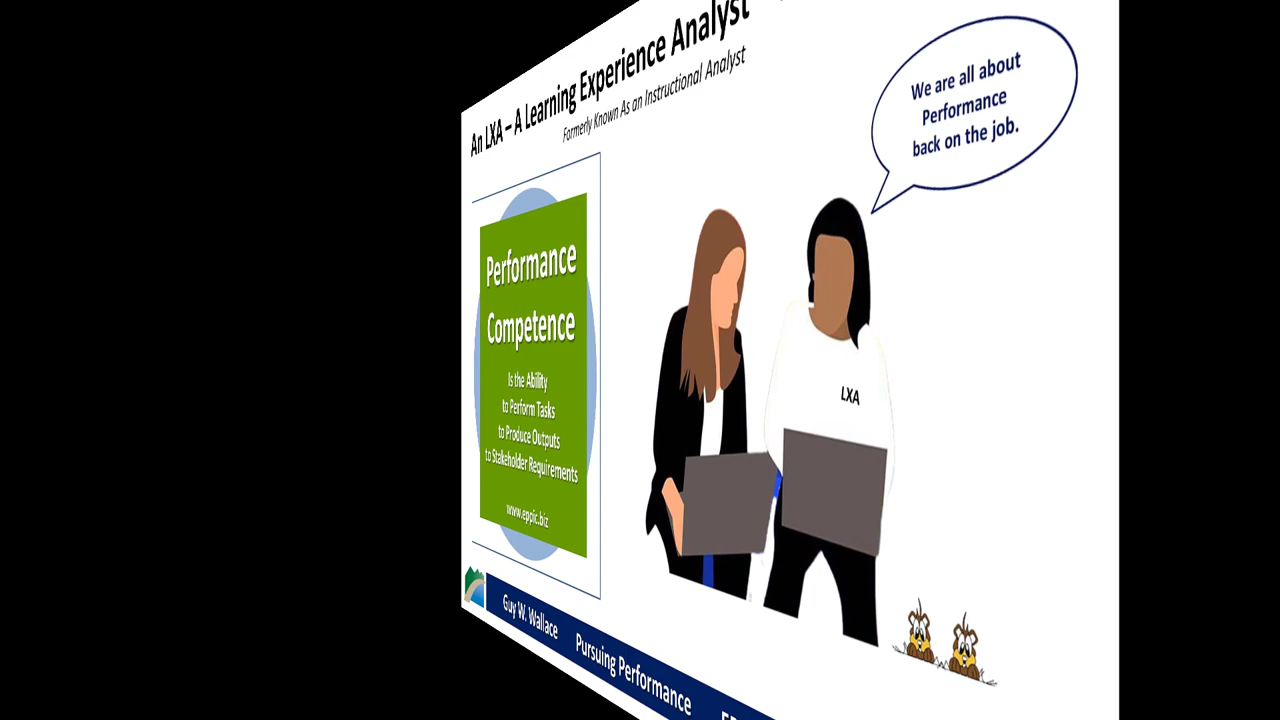 An LXA – A Learning Experience Analyst
Formerly Known As an Instructional Analyst
We are all about
Performance
back on the job.
Performance
Competence
Is the Ability
to Perform Tasks
to Produce Outputs
to Stakeholder Requirements
www.eppic.biz
LXA
Guy W. Wallace Pursuing Performance